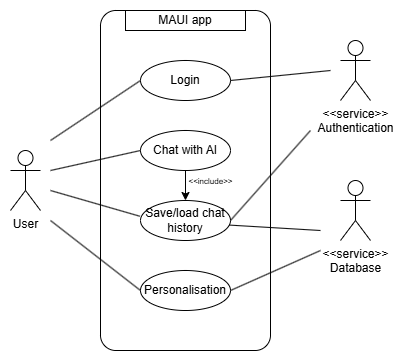 MAUI app
Login
<<service>>
Authentication
Chat with AI
<<include>>
User
Save/load chat
history
<<service>>
Database
Personalisation